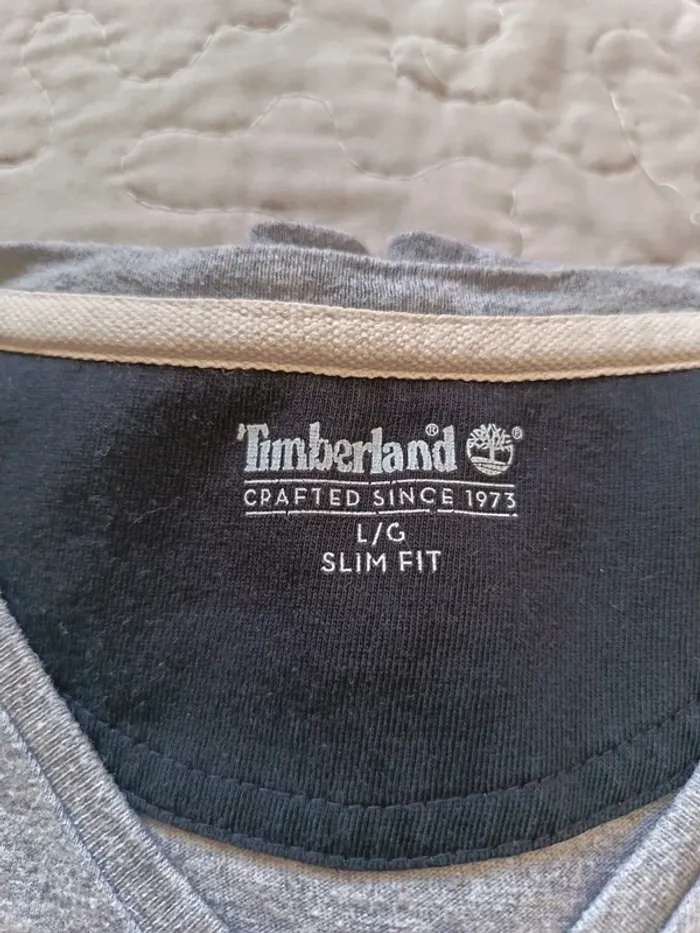 Timberland® ®
CRAFTED SINCE 1973
L/G
SLIM FIT